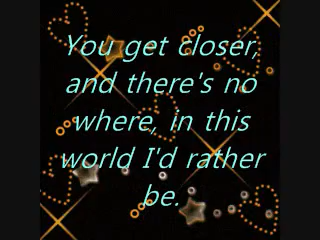 You get closer,
and there's no
where, in this
world I'd rather
be.